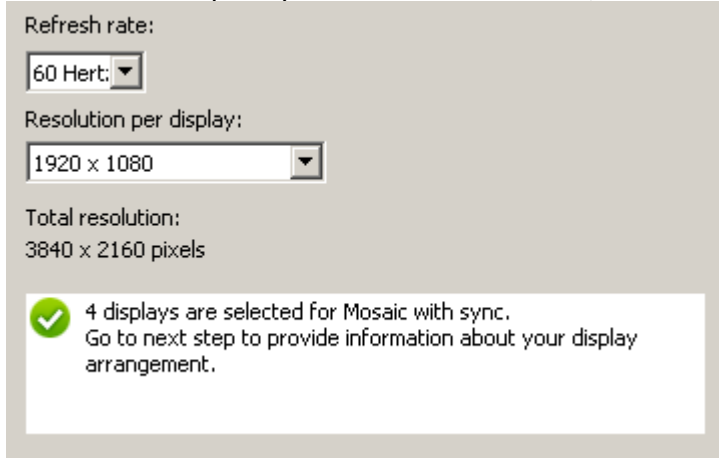 Refresh rate:
60 Hert:
Resolution per display:
1920 x 1080
Total resolution:
3840 x 2160 pixels
4 displays are selected for Mosaic with sync.
Go to next step to provide information about your display
arrangement.